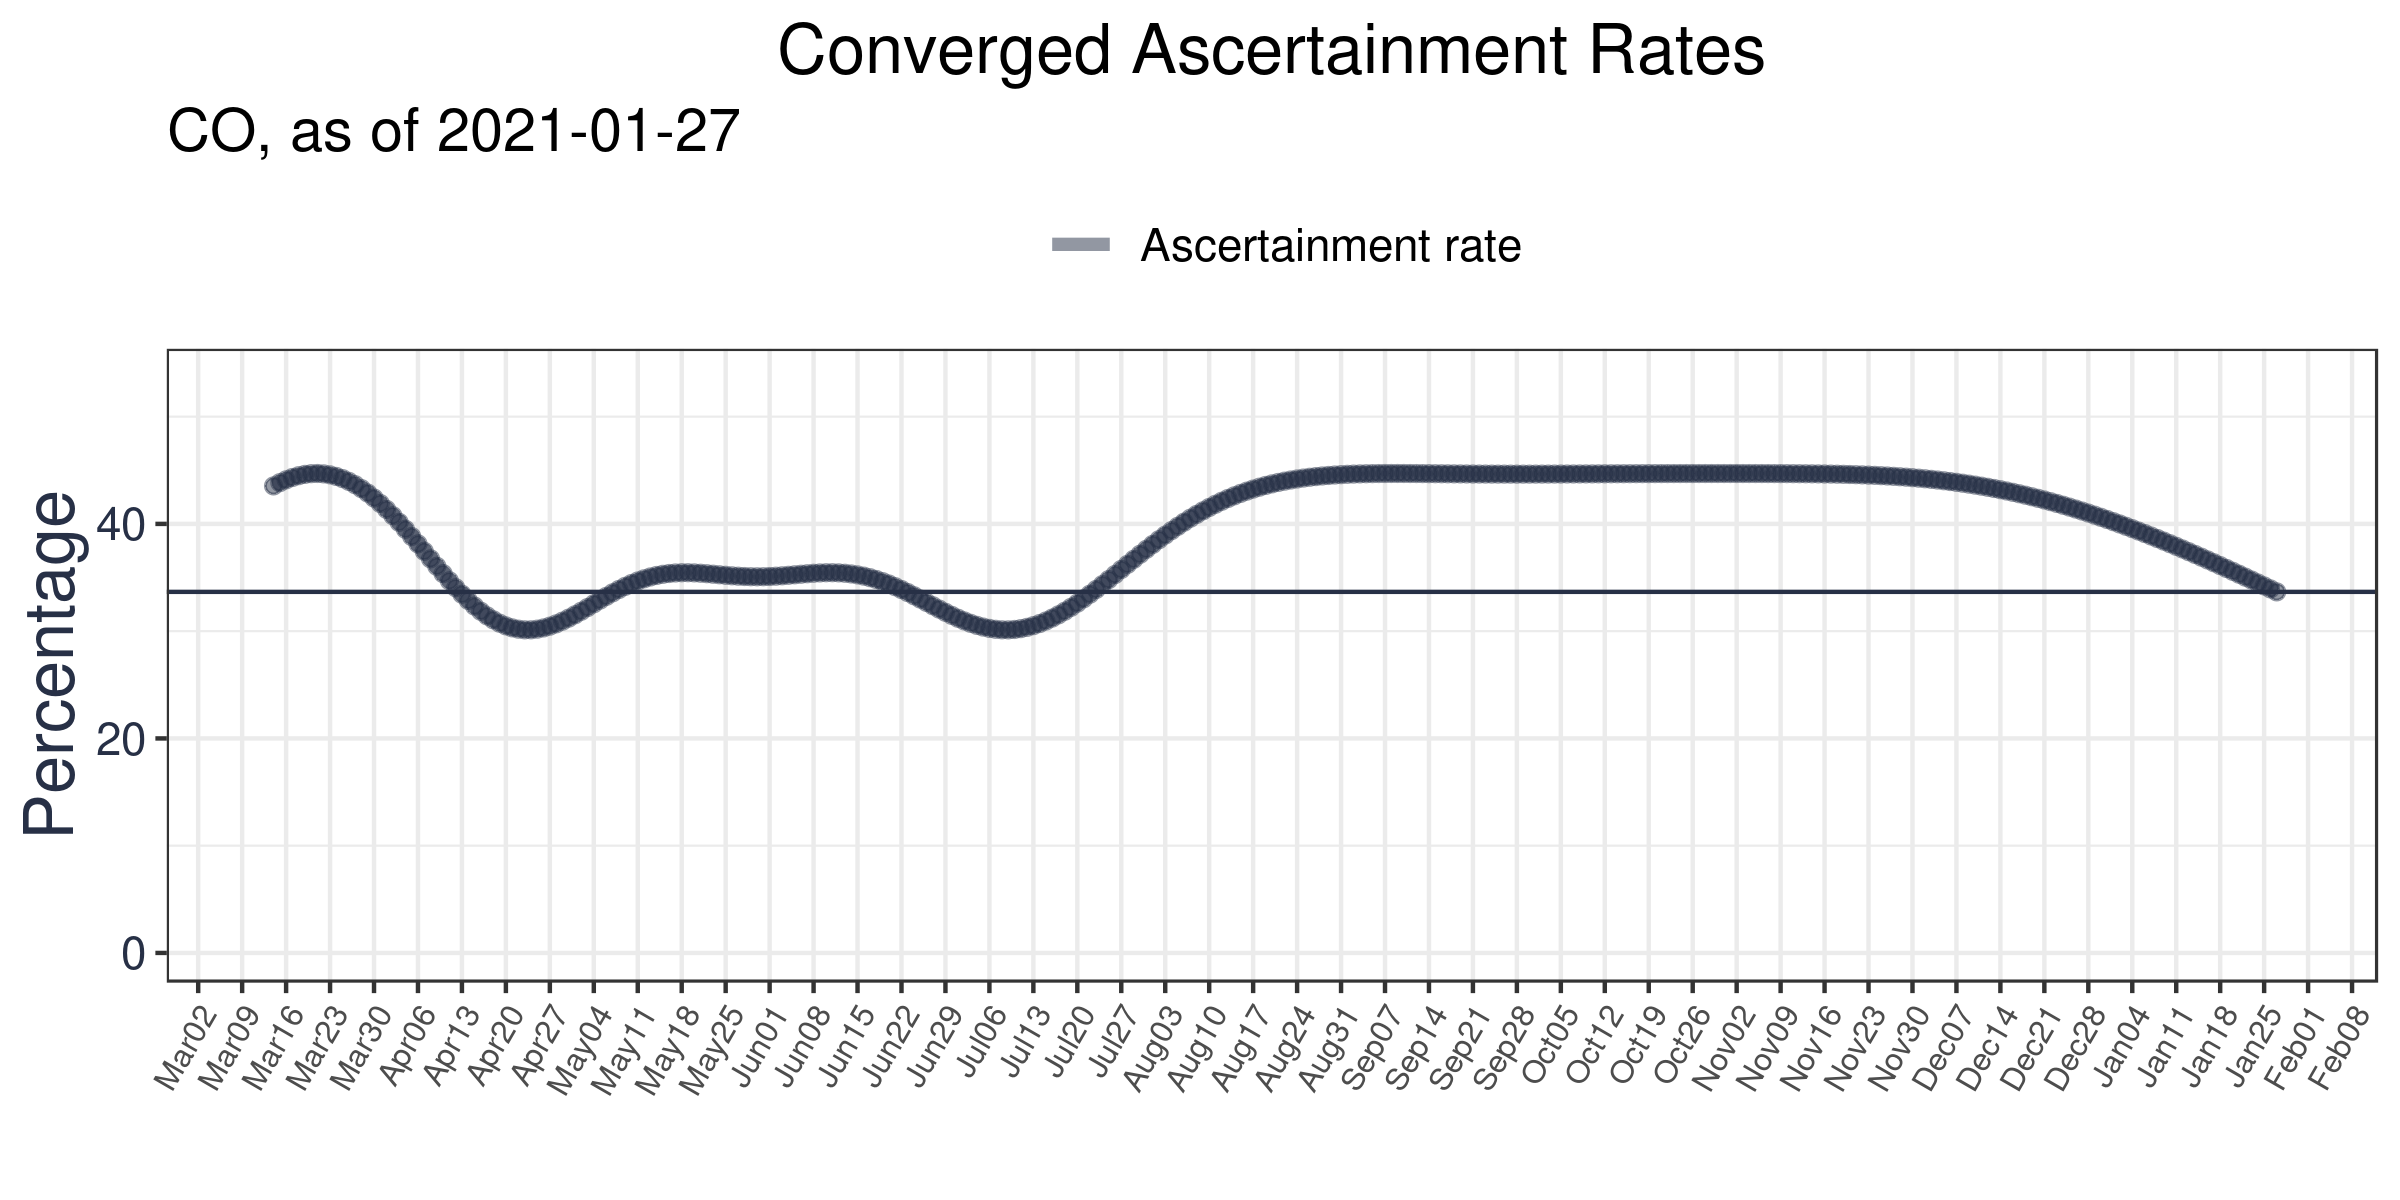 Converged Ascertainment Rates
CO, as of 2021-01-27
Ascertainment rate
Percentage
40
20
0
Mar02 Mar09 Mar16 Mar23 Mar30 Apr06 Apr13 Apr20 Apr27 May04 May11 May18 May25 Jun01 Jun08 Jun15 Jun22 Jun29 Jul06 Jul13 Jul20 Jul27 Aug03 Aug10 Aug17 Aug24 Aug31 Sep07 Sep14 Sep21 Sep28 Oct05 Oct12 Oct19 Oct26 Nov02 Nov09 Nov16 Nov23 Nov30 Dec07 Dec14 Dec21 Dec28 Jan04 Jan11 Jan18 Jan25 Feb01 Feb08